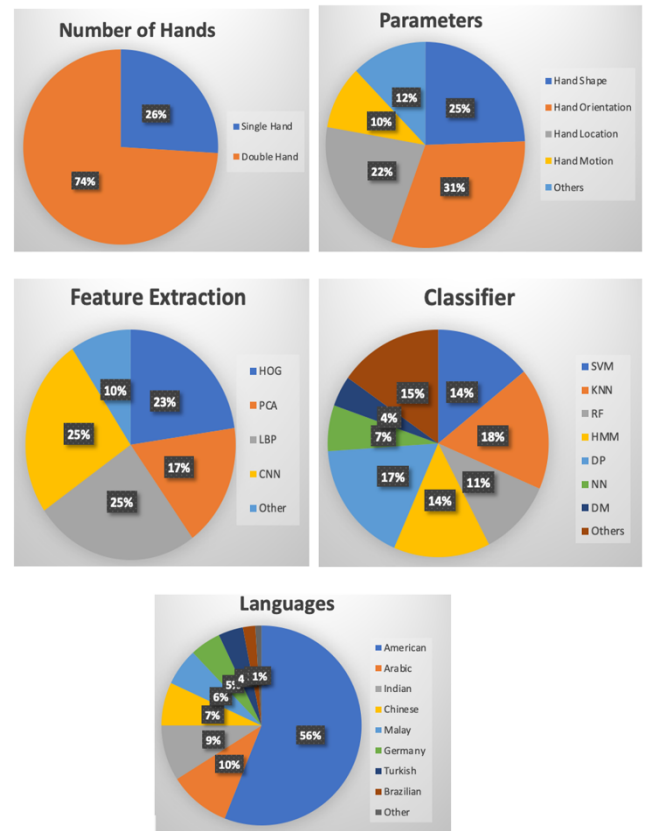 Number of Hands
26%
74%
Single Hand
Double Hand
Parameters
12%
25%
10%
22%
31%
Hand Shape
Hand Orientation
Hand Location
Hand Motion
Others
Feature Extraction
10%
23%
25%
17%
25%
HOG
PCA
LBP
CNN
Other
Classifier
15%
14%
4%
7%
18%
17%
11%
14%
SVM
KNN
RF
HMM
DP
NN
DM
Others
Languages
1%
4
5%
6%
7%
9%
10%
56%
American
Arabic
Indian
Chinese
Malay
Germany
Turkish
Brazilian
Other